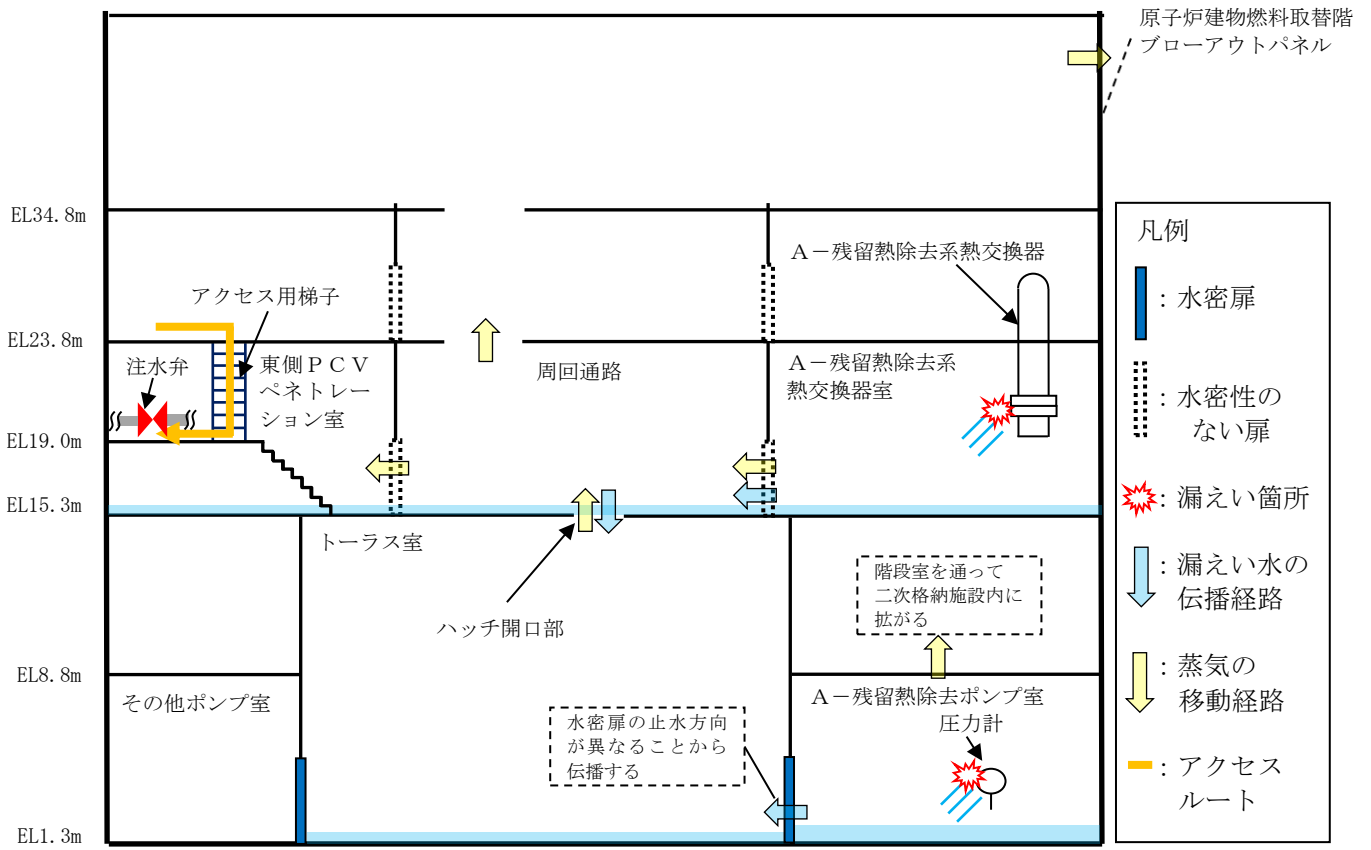 原子炉建物燃料取替階
ブローアウトパネル
EL34.8m
EL23.8m
EL19.0m
EL15.3m
EL8.8m
EL1.3m
A－残留熱除去系熱交換器
アクセス用梯子
注水弁
東側ＰＣＶ
ペネトレー
ション室
周回通路
A－残留熱除去系
熱交換器室
トーラス室
ハッチ開口部
階段室を通って
二次格納施設内に
拡がる
その他ポンプ室
水密扉の止水方向
が異なることから
伝播する
A－残留熱除去ポンプ室
圧力計
凡例
：水密扉
：水密性の
ない扉
：漏えい箇所
：漏えい水の
伝播経路
：蒸気の
移動経路
：アクセス
ルート